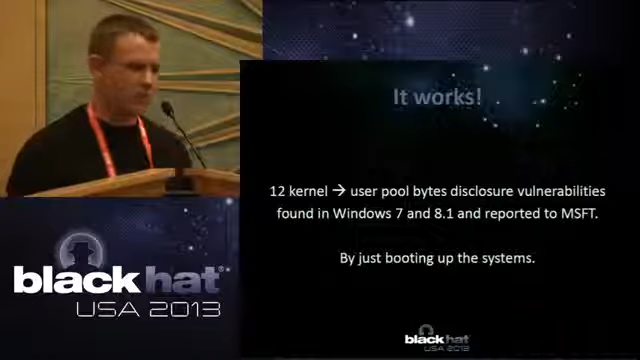 It works!
12 kernel → user pool bytes disclosure vulnerabilities
found in Windows 7 and 8.1 and reported to MSFT.
By just booting up the systems.
black hat®
USA 2013
black hat
USA 2013